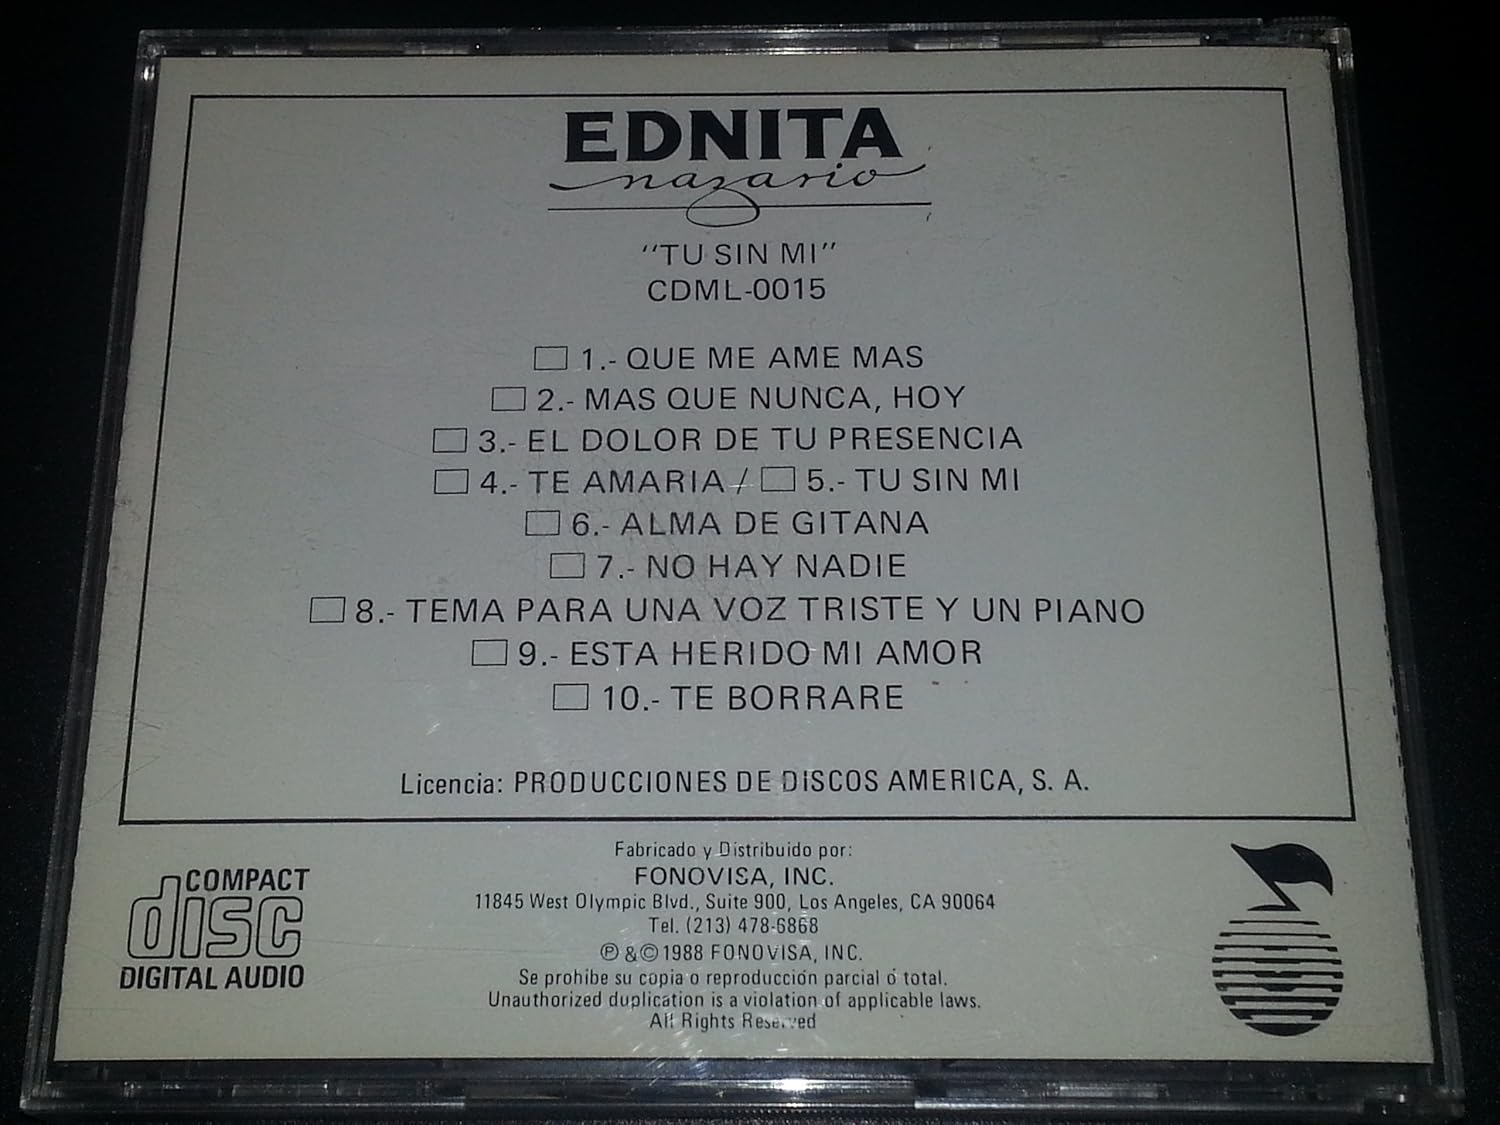 EDNITA
nazario
"TU SIN MI"
CDML-0015
1.- QUE ME AME MAS
2.- MAS QUE NUNCA, HOY
3.- EL DOLOR DE TU PRESENCIA
4.- TE AMARIA / 5.- TU SIN MI
6.- ALMA DE GITANA
7.- NO HAY NADIE
8.- TEMA PARA UNA VOZ TRISTE Y UN PIANO
9.- ESTA HERIDO MI AMOR
10.- TE BORRARE
Licencia: PRODUCCIONES DE DISCOS AMERICA, S. A.
Fabricado y Distribuido por:
FONOVISA, INC.
11845 West Olympic Blvd., Suite 900, Los Angeles, CA 90064
Tel. (213) 478-6868
℗ & © 1988 FONOVISA, INC.
Se prohibe su copia o reproducción parcial ó total.
Unauthorized duplication is a violation of applicable laws.
All Rights Reserved
COMPACT
disc
DIGITAL AUDIO